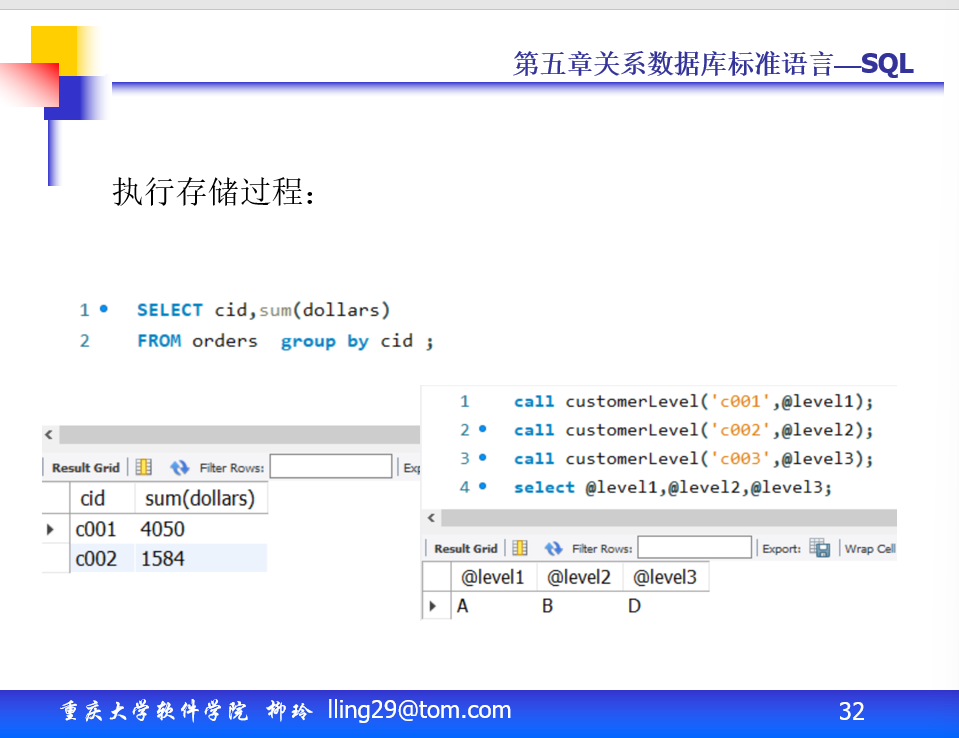 第五章关系数据库标准语言—SQL
执行存储过程：
1 SELECT cid,sum(dollars)
2 FROM orders group by cid ;
Result Grid Filter Rows: Exp
cid sum(dollars)
c001 4050
c002 1584
1 call customerLevel('c001',@level1);
2 call customerLevel('c002',@level2);
3 call customerLevel('c003',@level3);
4 select @level1,@level2,@level3;
Result Grid Filter Rows: Export: Wrap Cell
@level1 @level2 @level3
A B D
重庆大学软件学院 柳玲 lling29@tom.com
32